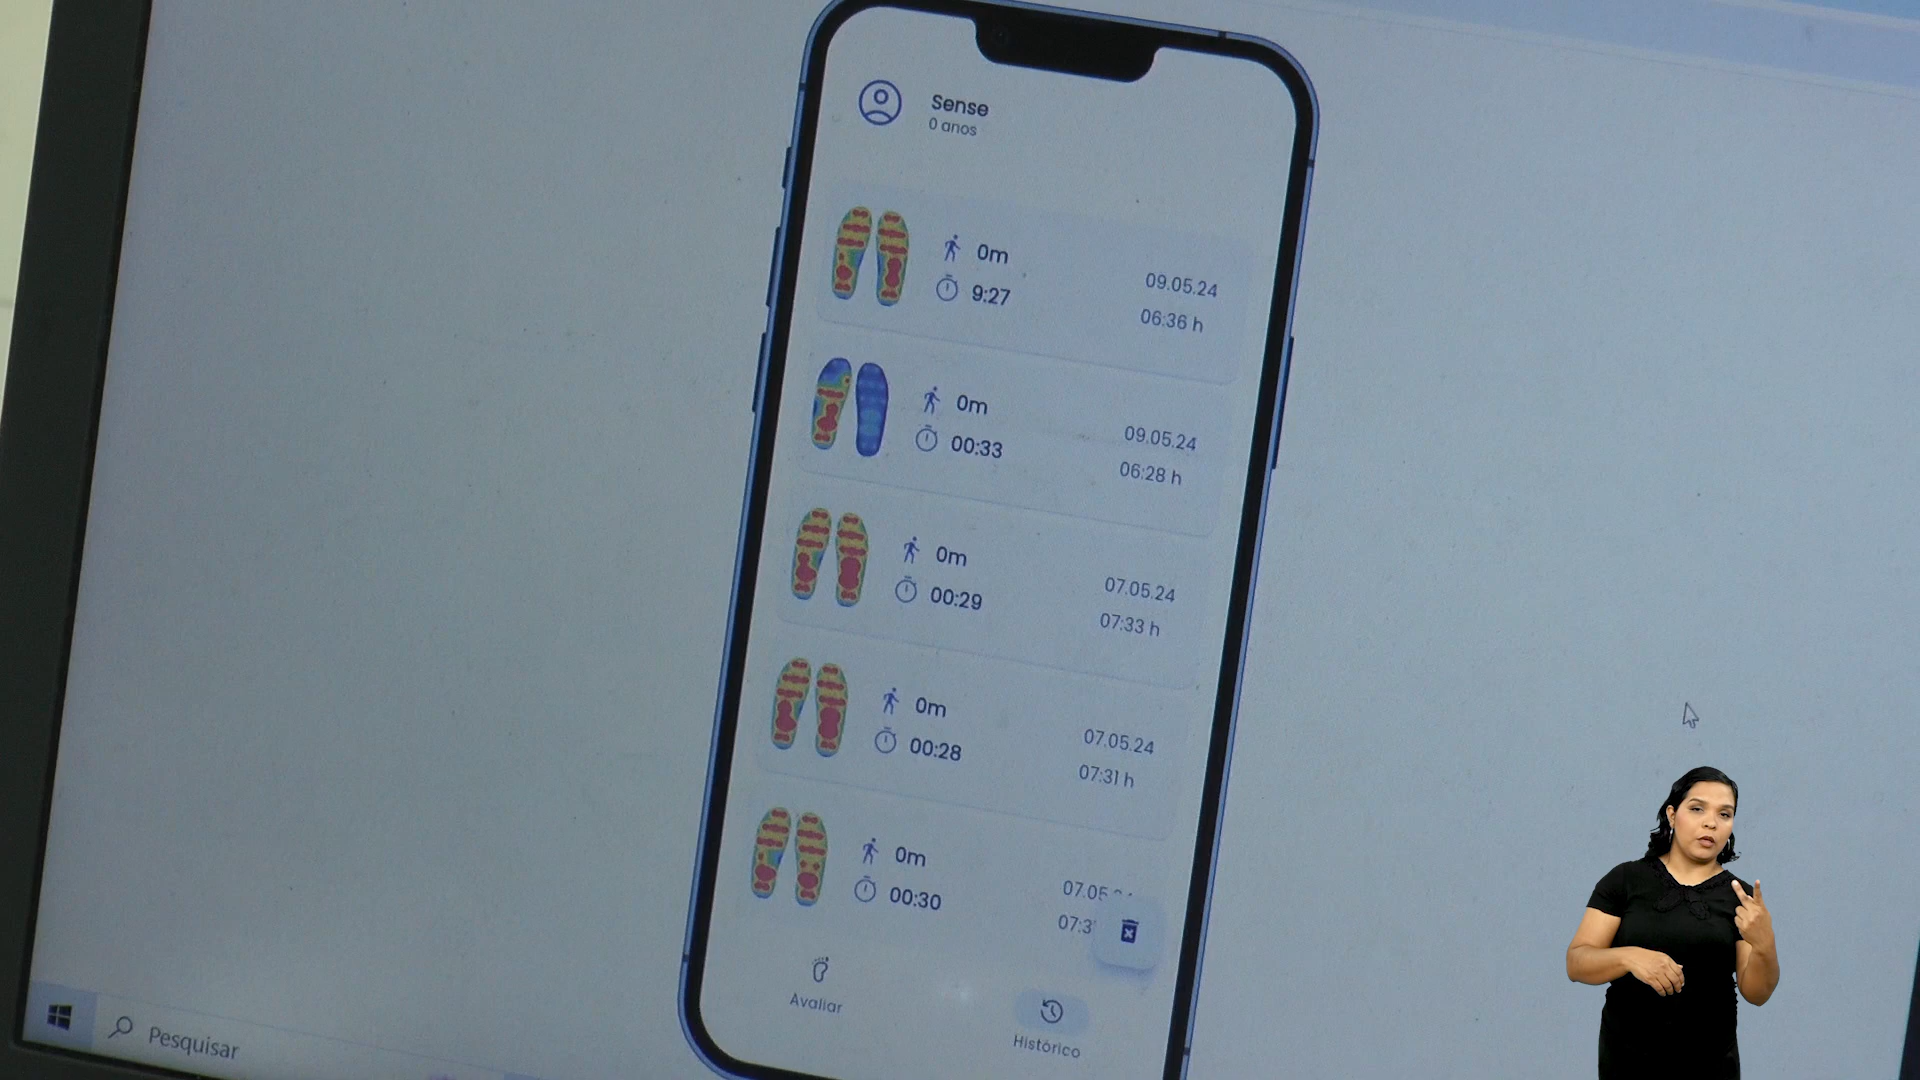 Sense
0 anos
0m
9:27
09.05.24
06:36 h
0m
00:33
09.05.24
06:28 h
0m
00:29
07.05.24
07:33 h
0m
00:28
07.05.24
07:31 h
0m
00:30
Avaliar
Histórico
Pesquisar